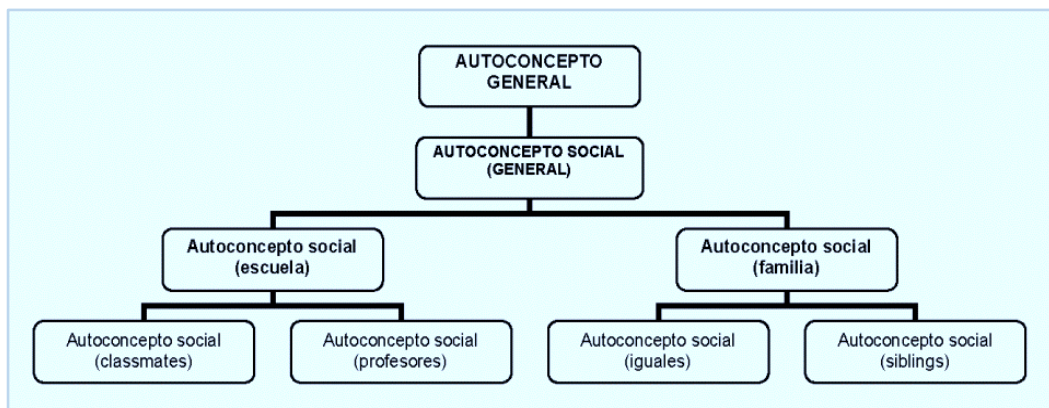 AUTOCONCEPTO
GENERAL
AUTOCONCEPTO SOCIAL
(GENERAL)
Autoconcepto social
(escuela)
Autoconcepto social
(familia)
Autoconcepto social
(classmates)
Autoconcepto social
(profesores)
Autoconcepto social
(iguales)
Autoconcepto social
(siblings)